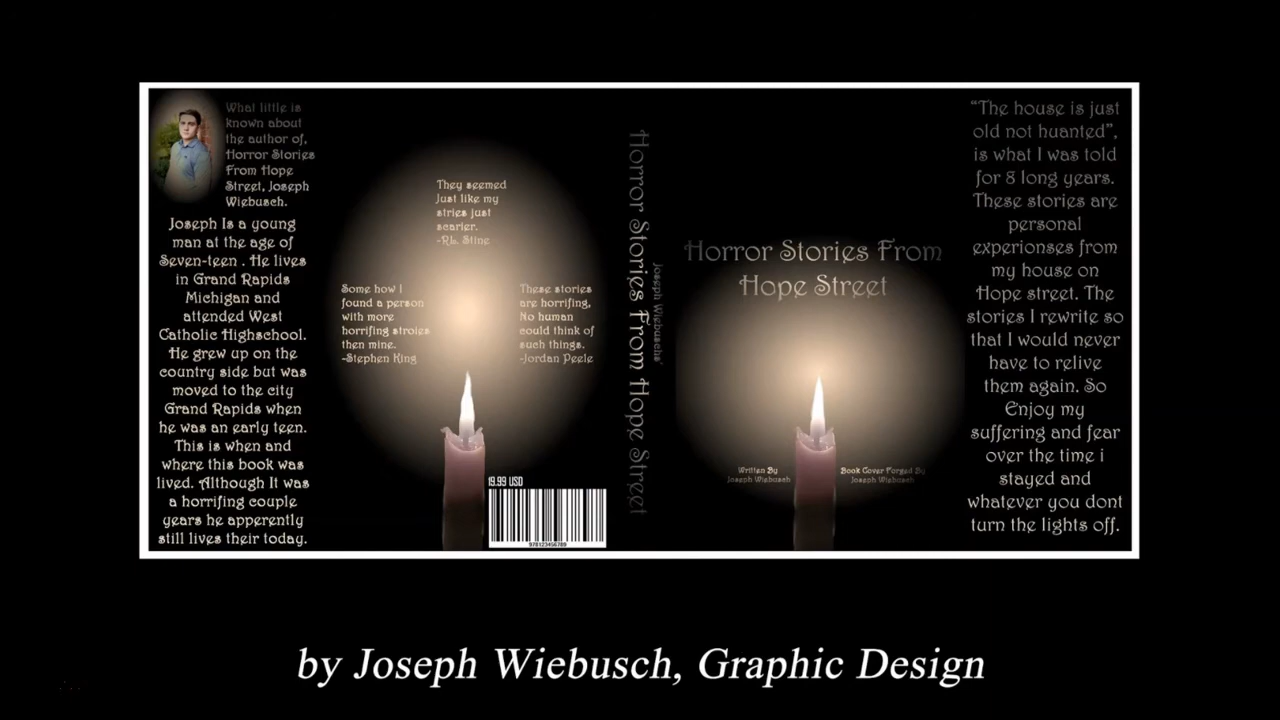 What little is
known about
the author of,
Horror Stories
From Hope
Street, Joseph
Wiebusch.
Joseph Is a young
man at the age of
Seven-teen . He lives
in Grand Rapids
Michigan and
attended West
Catholic Highschool.
He grew up on the
country side but was
moved to the city
Grand Rapids when
he was an early teen.
This is when and
where this book was
lived. Although It was
a horrifing couple
years he apperently
still lives their today.
They seemed
Just like my
stries just
scarier.
-R.L. Stine
Some how I
found a person
with more
horrifing stroies
then mine.
-Stephen King
These stories
are horrifing,
No human
could think of
such things.
-Jordan Peele
19.99 USD
978123456789
Horror Stories From Hope Street
Joseph Wiebuschs'
Horror Stories From
Hope Street
Written By
Joseph Wiebusch
Book Cover Forged By
Joseph Wiebusch
“The house is just
old not huanted”,
is what I was told
for 8 long years.
These stories are
personal
experionses from
my house on
Hope street. The
stories I rewrite so
that I would never
have to relive
them again. So
Enjoy my
suffering and fear
over the time i
stayed and
whatever you dont
turn the lights off.
by Joseph Wiebusch, Graphic Design